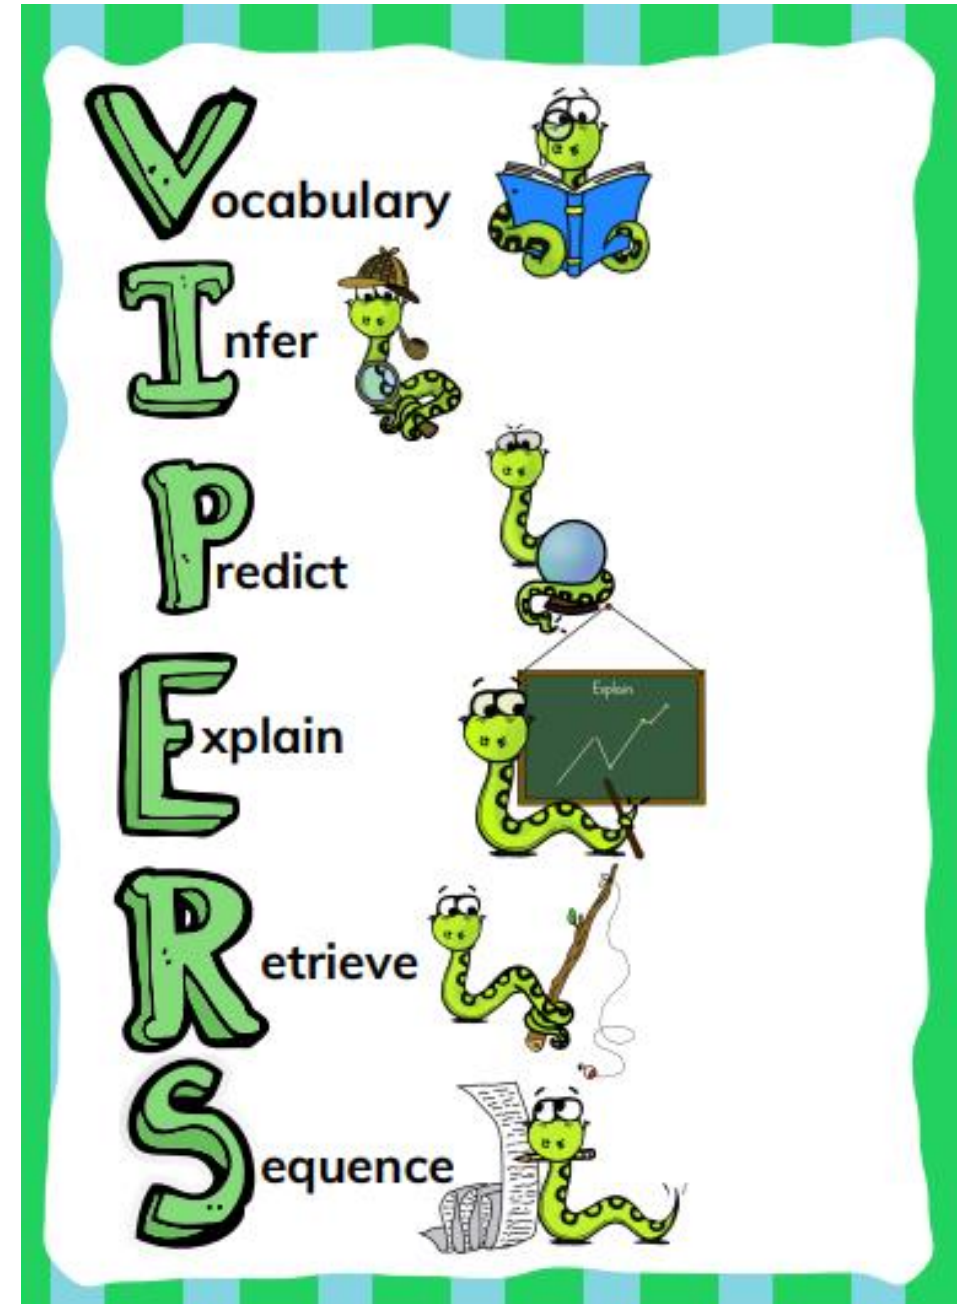 Vocabulary
Infer
Predict
Explain
Explain
Retrieve
Sequence